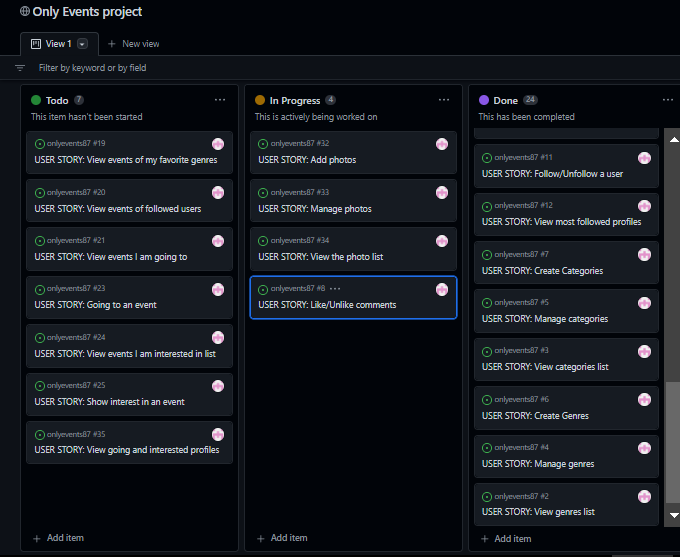 Only Events project
View 1
New view
Filter by keyword or by field
Todo 7
This item hasn't been started
onlyevents87 #19
USER STORY: View events of my favorite genres
onlyevents87 #20
USER STORY: View events of followed users
onlyevents87 #21
USER STORY: View events I am going to
onlyevents87 #23
USER STORY: Going to an event
onlyevents87 #24
USER STORY: View events I am interested in list
onlyevents87 #25
USER STORY: Show interest in an event
onlyevents87 #35
USER STORY: View going and interested profiles
Add item
In Progress 4
This is actively being worked on
onlyevents87 #32
USER STORY: Add photos
onlyevents87 #33
USER STORY: Manage photos
onlyevents87 #34
USER STORY: View the photo list
onlyevents87 #8
USER STORY: Like/Unlike comments
Add item
Done 24
This has been completed
onlyevents87 #11
USER STORY: Follow/Unfollow a user
onlyevents87 #12
USER STORY: View most followed profiles
onlyevents87 #7
USER STORY: Create Categories
onlyevents87 #5
USER STORY: Manage categories
onlyevents87 #3
USER STORY: View categories list
onlyevents87 #6
USER STORY: Create Genres
onlyevents87 #4
USER STORY: Manage genres
onlyevents87 #2
USER STORY: View genres list
Add item